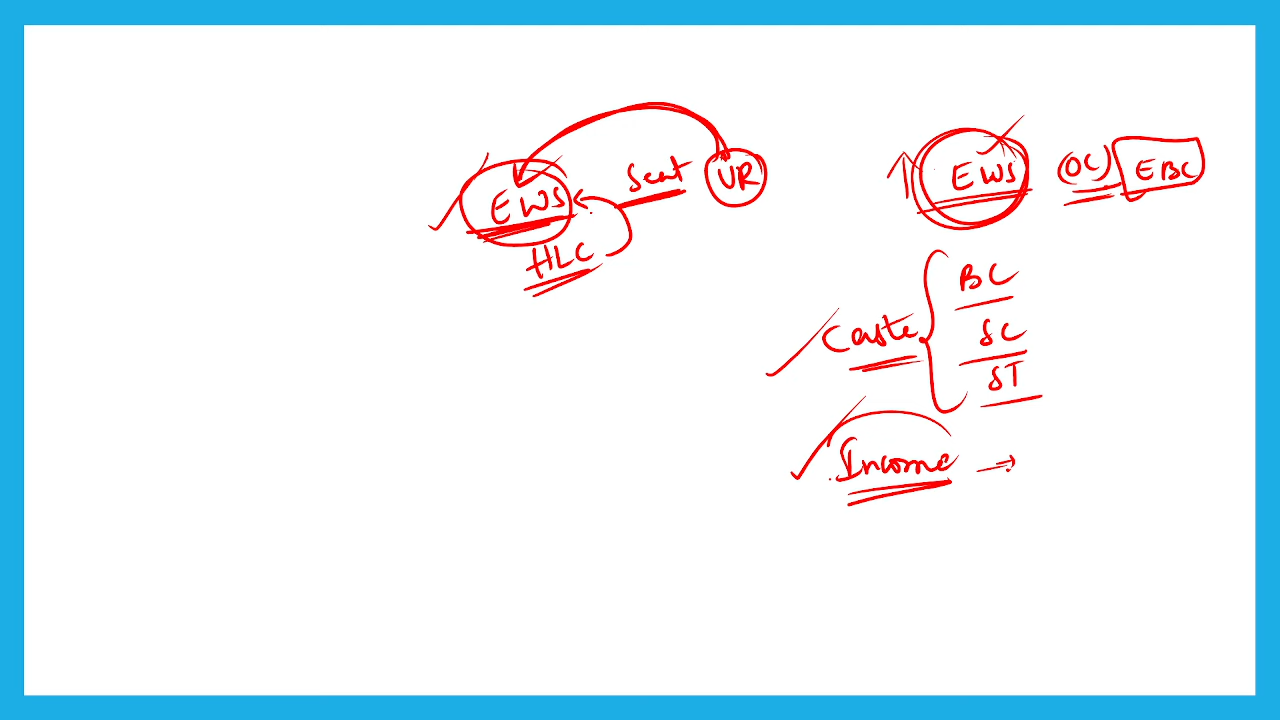 EWS Seat UR
HLC
EWS (OC) EBC
Caste { BC
SC
ST
Income →